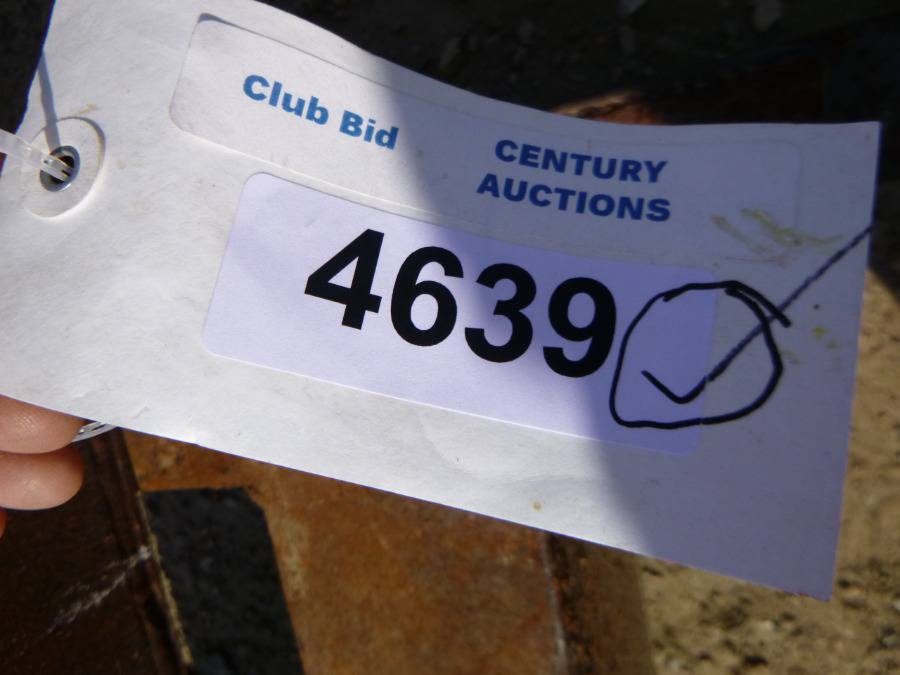 Club Bid
CENTURY
AUCTIONS
4639